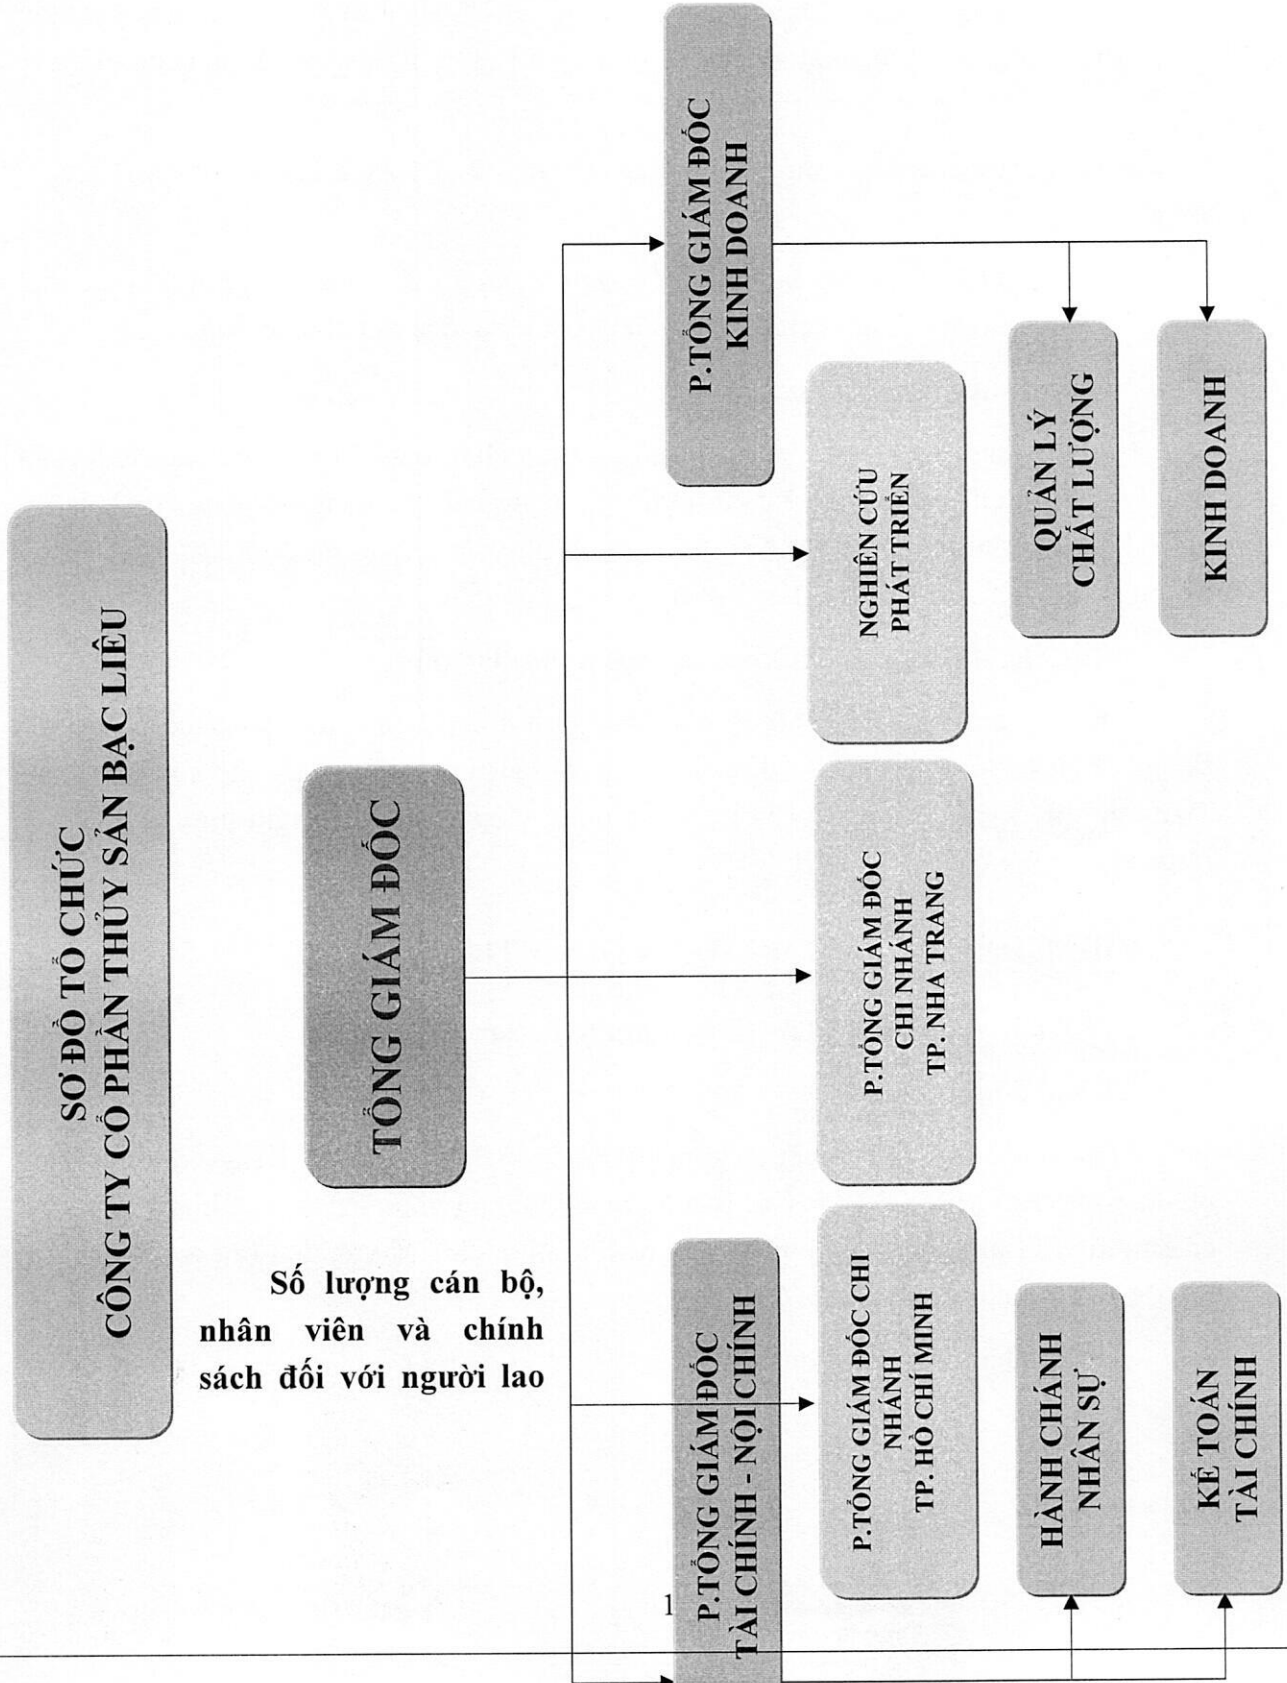 SƠ ĐỒ TỔ CHỨC
CÔNG TY CỔ PHẦN THỦY SẢN BẠC LIÊU
TỔNG GIÁM ĐỐC
Số lượng cán bộ,
nhân viên và chính
sách đối với người lao
P.TỔNG GIÁM ĐỐC
TÀI CHÍNH - NỘI CHÍNH
P.TỔNG GIÁM ĐỐC
KINH DOANH
P.TỔNG GIÁM ĐỐC CHI
NHÁNH
TP. HỒ CHÍ MINH
P.TỔNG GIÁM ĐỐC
CHI NHÁNH
TP. NHA TRANG
NGHIÊN CỨU
PHÁT TRIỂN
HÀNH CHÁNH
NHÂN SỰ
QUẢN LÝ
CHẤT LƯỢNG
KẾ TOÁN
TÀI CHÍNH
KINH DOANH
1